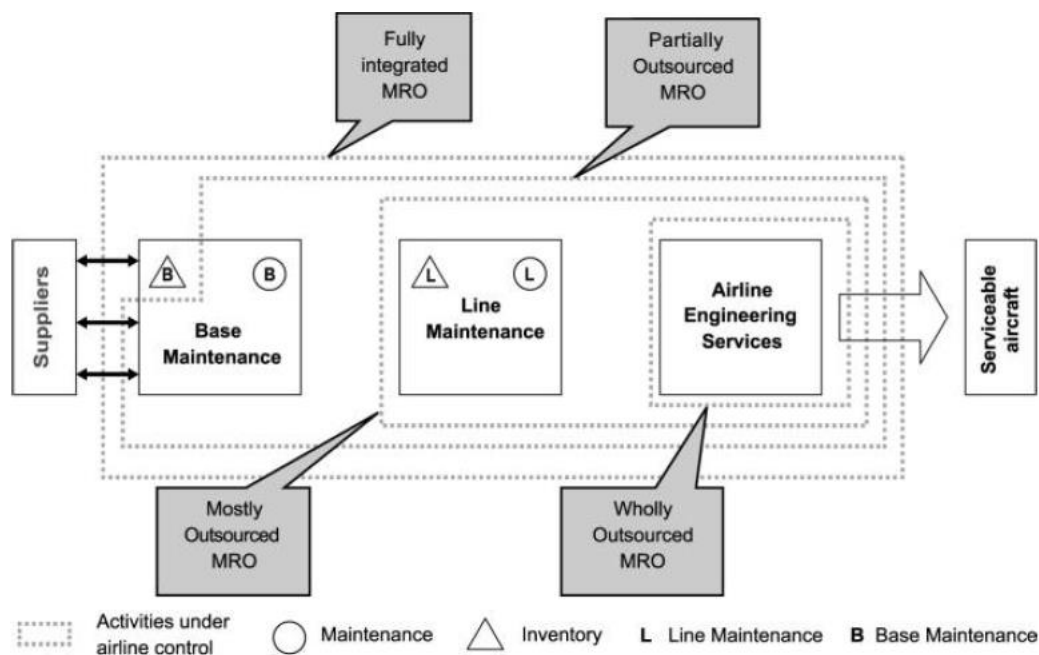 Fully
integrated
MRO
Partially
Outsourced
MRO
Suppliers
B
B
Base
Maintenance
L
L
Line
Maintenance
Airline
Engineering
Services
Serviceable
aircraft
Mostly
Outsourced
MRO
Wholly
Outsourced
MRO
Activities under
airline control
Maintenance
Inventory
L Line Maintenance
B Base Maintenance